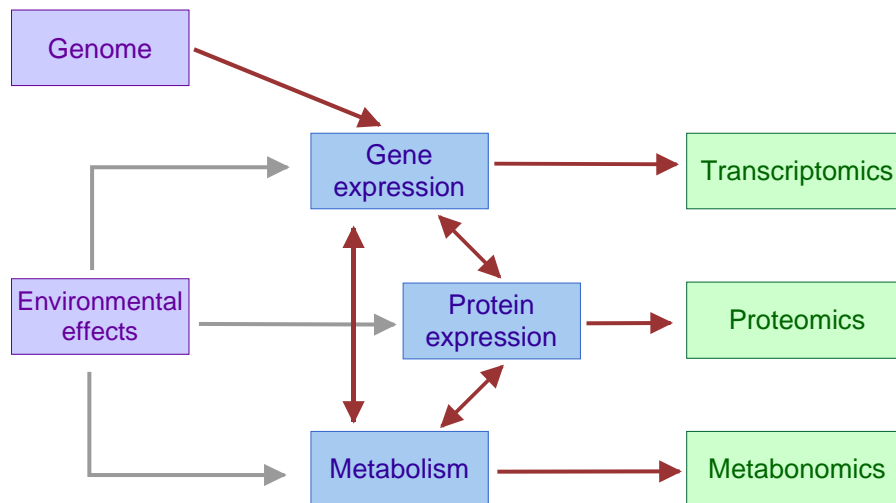 Genome
Gene
expression
Transcriptomics
Environmental
effects
Protein
expression
Proteomics
Metabolism
Metabonomics